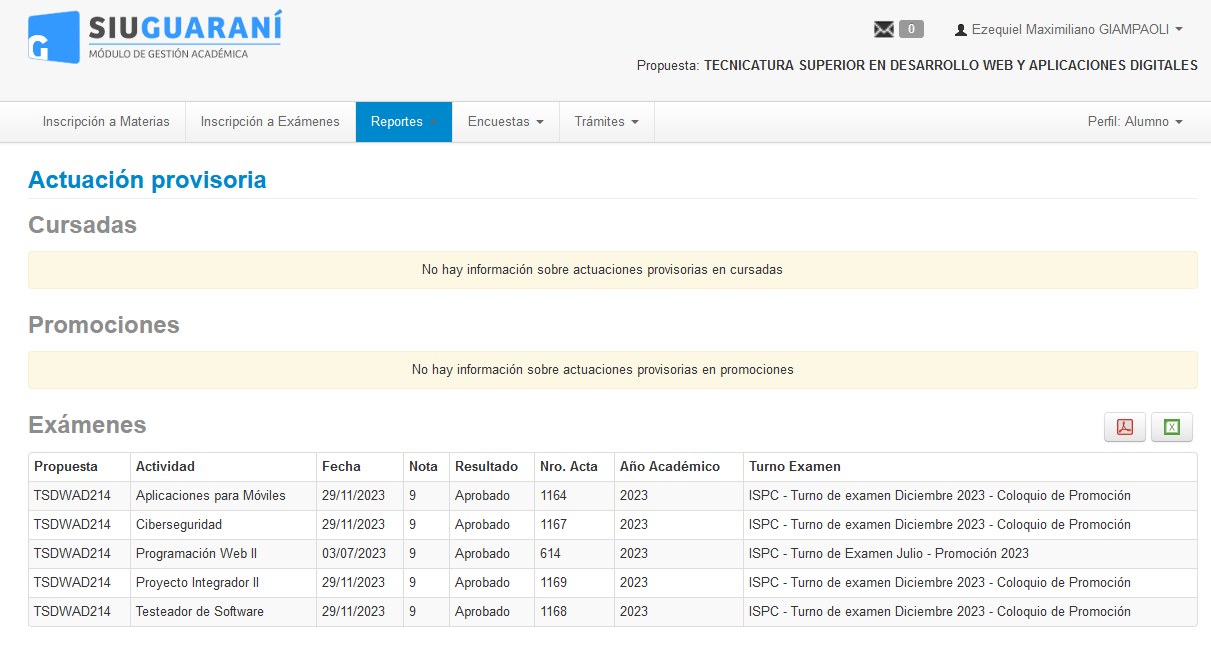 SIUGUARANÍ
G
MÓDULO DE GESTIÓN ACADÉMICA
0
Ezequiel Maximiliano GIAMPAOLI
Propuesta: TECNICATURA SUPERIOR EN DESARROLLO WEB Y APLICACIONES DIGITALES
Inscripción a Materias Inscripción a Exámenes Reportes Encuestas Trámites Perfil: Alumno
Actuación provisoria
Cursadas
No hay información sobre actuaciones provisorias en cursadas
Promociones
No hay información sobre actuaciones provisorias en promociones
Exámenes
X
Propuesta Actividad Fecha Nota Resultado Nro. Acta Año Académico Turno Examen
TSDWAD214 Aplicaciones para Móviles 29/11/2023 9 Aprobado 1164 2023 ISPC - Turno de examen Diciembre 2023 - Coloquio de Promoción
TSDWAD214 Ciberseguridad 29/11/2023 9 Aprobado 1167 2023 ISPC - Turno de examen Diciembre 2023 - Coloquio de Promoción
TSDWAD214 Programación Web II 03/07/2023 9 Aprobado 614 2023 ISPC - Turno de Examen Julio - Promoción 2023
TSDWAD214 Proyecto Integrador II 29/11/2023 9 Aprobado 1169 2023 ISPC - Turno de examen Diciembre 2023 - Coloquio de Promoción
TSDWAD214 Testeador de Software 29/11/2023 9 Aprobado 1168 2023 ISPC - Turno de examen Diciembre 2023 - Coloquio de Promoción